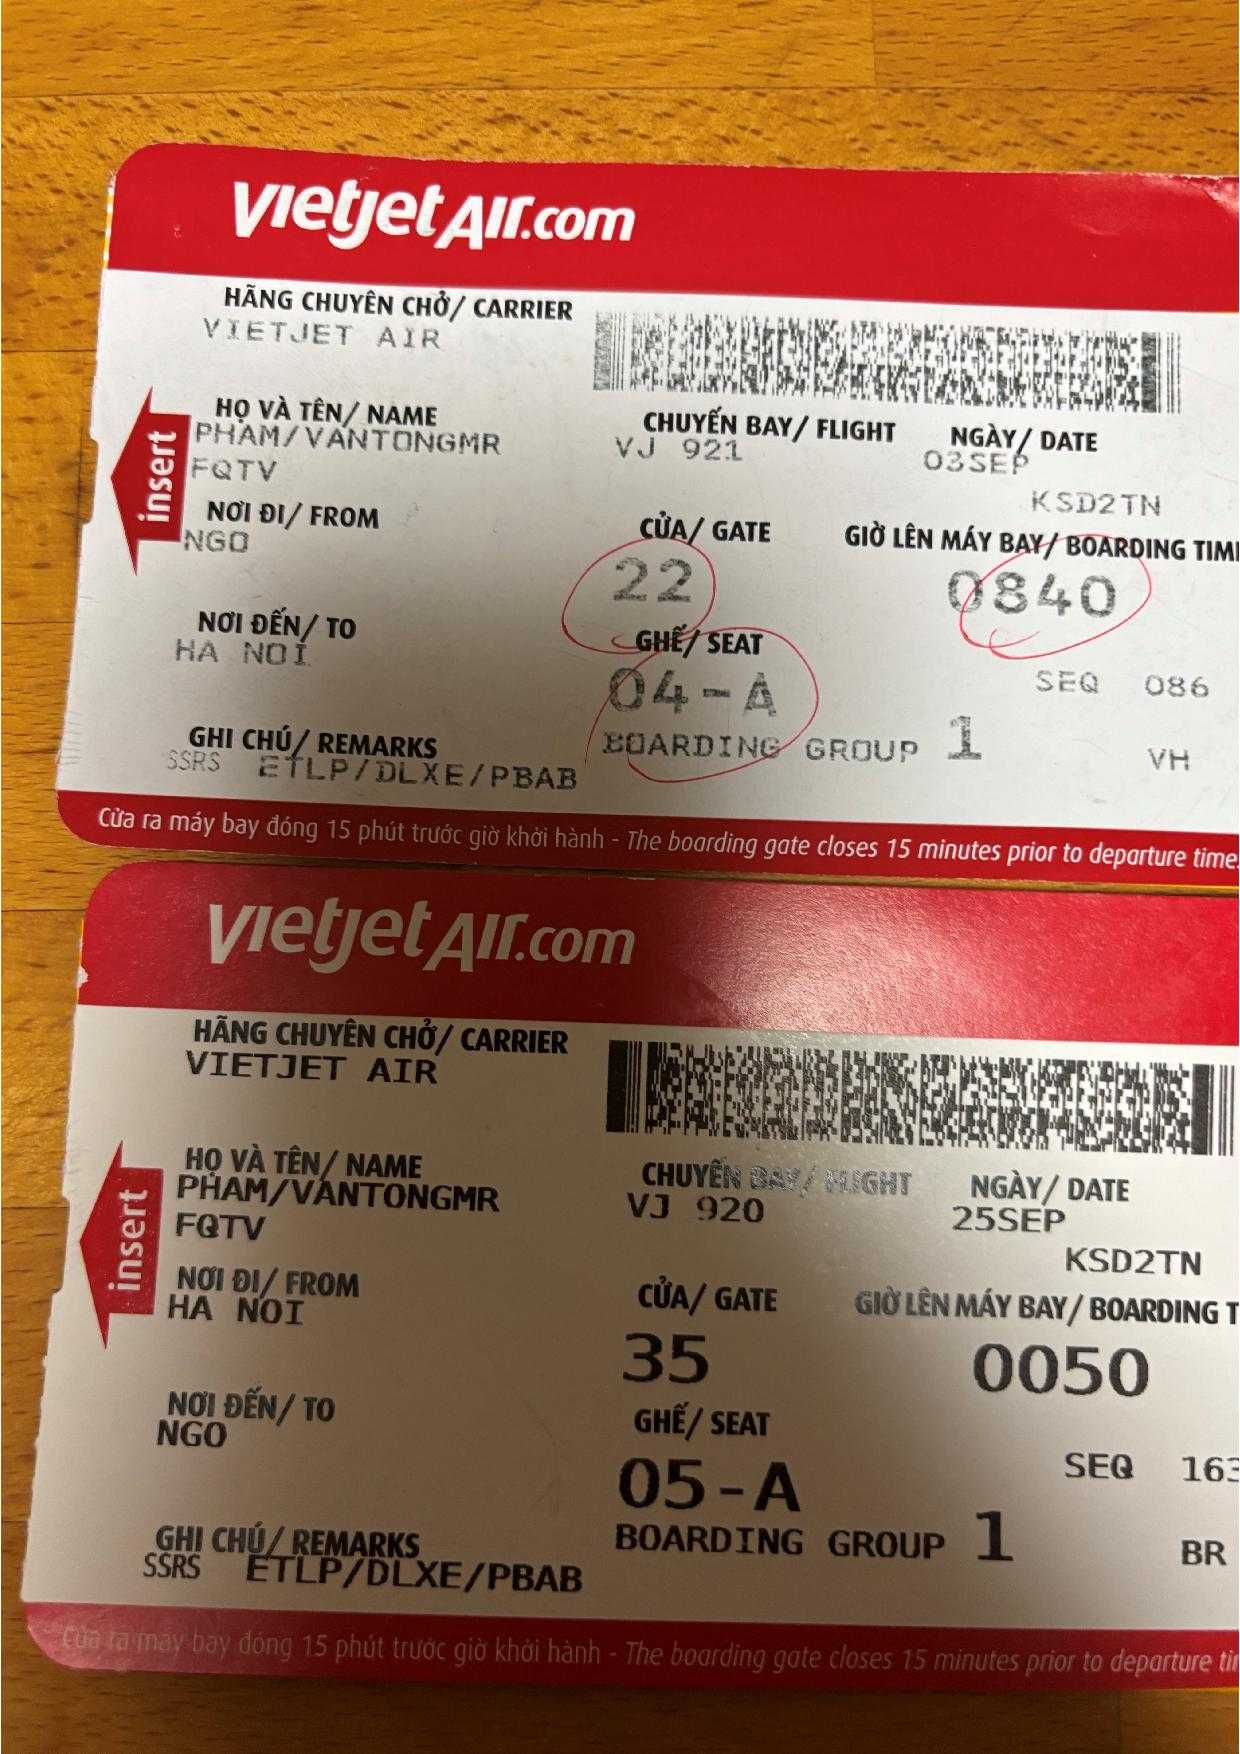 vietjetAir.com
HÃNG CHUYÊN CHỞ/ CARRIER
VIETJET AIR
HỌ VÀ TÊN/ NAME
PHAM/VANTONGMR
FQTV
CHUYẾN BAY/ FLIGHT
VJ 921
NGÀY/ DATE
03SEP
KSD2TN
insert
NƠI ĐI/ FROM
NGO
CỬA/ GATE
22
GIỜ LÊN MÁY BAY/ BOARDING TIM
0840
NƠI ĐẾN/ TO
HA NOI
GHẾ/ SEAT
04-A
SEQ 086
GHI CHÚ/ REMARKS
SSRS ETLP/DLXE/PBAB
BOARDING GROUP 1
VH
Cửa ra máy bay đóng 15 phút trước giờ khởi hành - The boarding gate closes 15 minutes prior to departure time.
vietjetAir.com
HÃNG CHUYÊN CHỞ/ CARRIER
VIETJET AIR
HỌ VÀ TÊN/ NAME
PHAM/VANTONGMR
FQTV
CHUYẾN BAY/ FLIGHT
VJ 920
NGÀY/ DATE
25SEP
KSD2TN
insert
NƠI ĐI/ FROM
HA NOI
CỬA/ GATE
35
GIỜ LÊN MÁY BAY/ BOARDING T
0050
NƠI ĐẾN/ TO
NGO
GHẾ/ SEAT
05-A
SEQ 163
GHI CHÚ/ REMARKS
SSRS ETLP/DLXE/PBAB
BOARDING GROUP 1
BR
Cửa ra máy bay đóng 15 phút trước giờ khởi hành - The boarding gate closes 15 minutes prior to departure ti